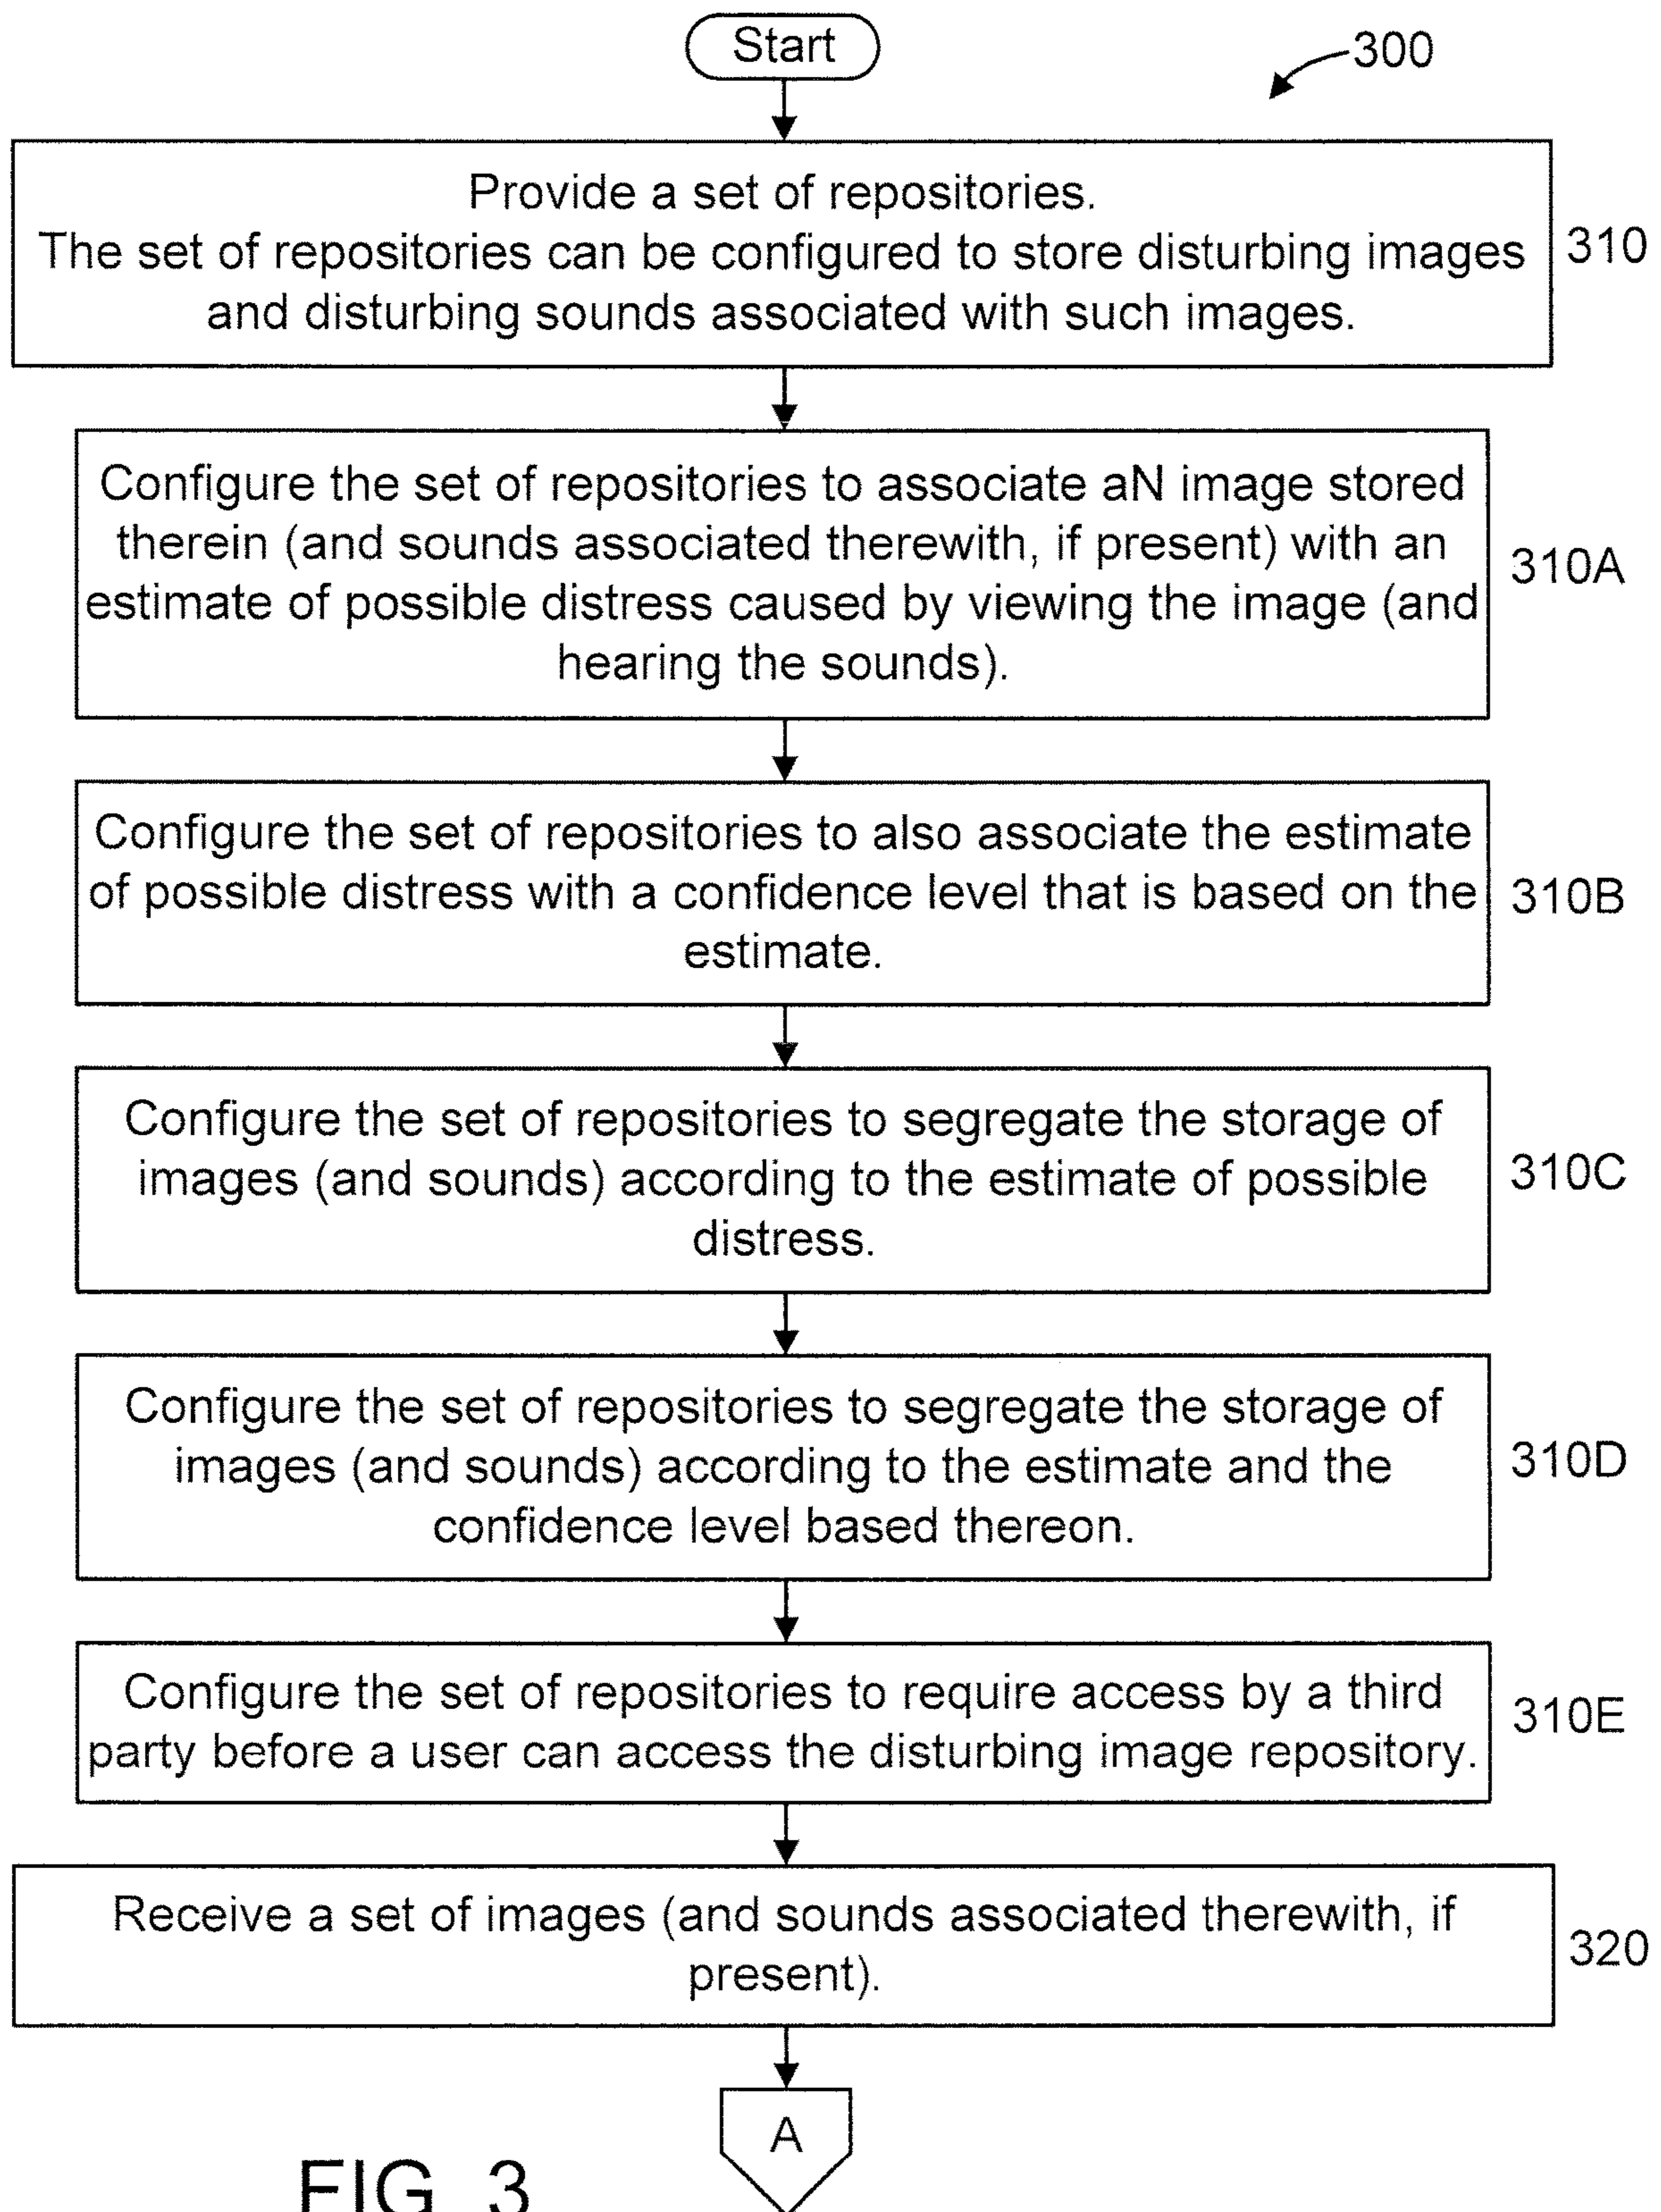 Start
300
Provide a set of repositories.
The set of repositories can be configured to store disturbing images
and disturbing sounds associated with such images.
310
Configure the set of repositories to associate aN image stored
therein (and sounds associated therewith, if present) with an
estimate of possible distress caused by viewing the image (and
hearing the sounds).
310A
Configure the set of repositories to also associate the estimate
of possible distress with a confidence level that is based on the
estimate.
310B
Configure the set of repositories to segregate the storage of
images (and sounds) according to the estimate of possible
distress.
310C
Configure the set of repositories to segregate the storage of
images (and sounds) according to the estimate and the
confidence level based thereon.
310D
Configure the set of repositories to require access by a third
party before a user can access the disturbing image repository.
310E
Receive a set of images (and sounds associated therewith, if
present).
320
A
FIG. 3